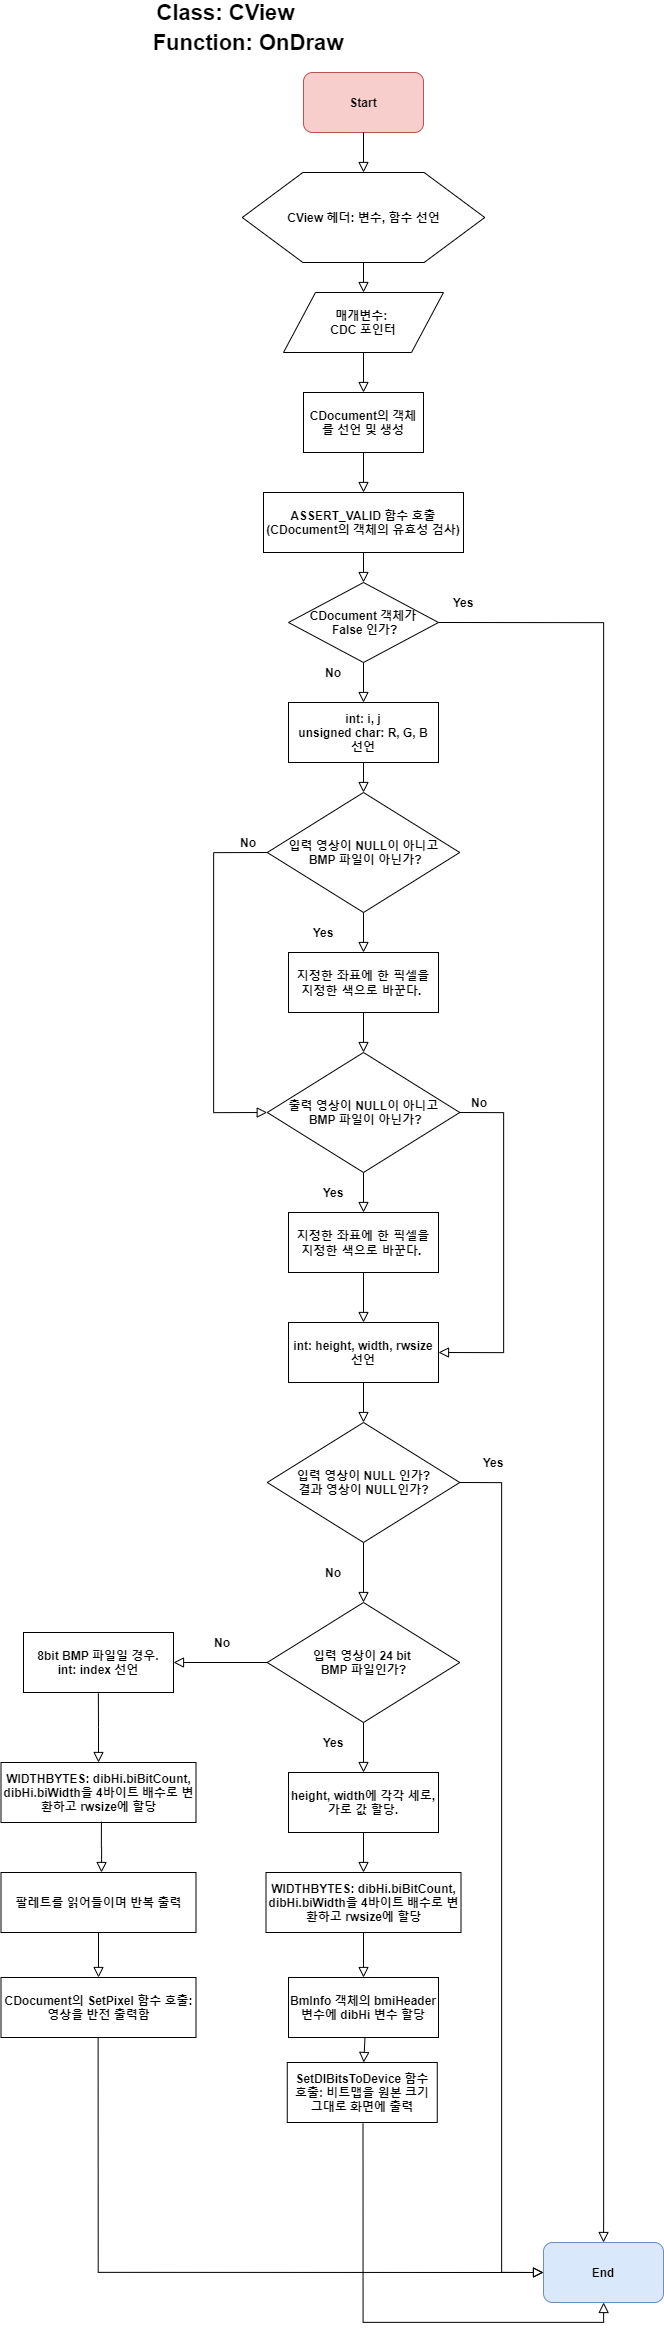 Class: CView
Function: OnDraw
Start
CView 헤더: 변수, 함수 선언
매개변수:
CDC 포인터
CDocument의 객체
를 선언 및 생성
ASSERT_VALID 함수 호출
(CDocument의 객체의 유효성 검사)
CDocument 객체가
False 인가?
Yes
No
int: i, j
unsigned char: R, G, B
선언
입력 영상이 NULL이 아니고
BMP 파일이 아닌가?
No
Yes
지정한 좌표에 한 픽셀을
지정한 색으로 바꾼다.
출력 영상이 NULL이 아니고
BMP 파일이 아닌가?
No
Yes
지정한 좌표에 한 픽셀을
지정한 색으로 바꾼다.
int: height, width, rwsize
선언
입력 영상이 NULL 인가?
결과 영상이 NULL인가?
Yes
No
입력 영상이 24 bit
BMP 파일인가?
No
Yes
8bit BMP 파일일 경우.
int: index 선언
WIDTHBYTES: dibHi.biBitCount,
dibHi.biWidth을 4바이트 배수로 변
환하고 rwsize에 할당
팔레트를 읽어들이며 반복 출력
CDocument의 SetPixel 함수 호출:
영상을 반전 출력함
height, width에 각각 세로,
가로 값 할당.
WIDTHBYTES: dibHi.biBitCount,
dibHi.biWidth을 4바이트 배수로 변
환하고 rwsize에 할당
BmInfo 객체의 bmiHeader
변수에 dibHi 변수 할당
SetDIBitsToDevice 함수
호출: 비트맵을 원본 크기
그대로 화면에 출력
End